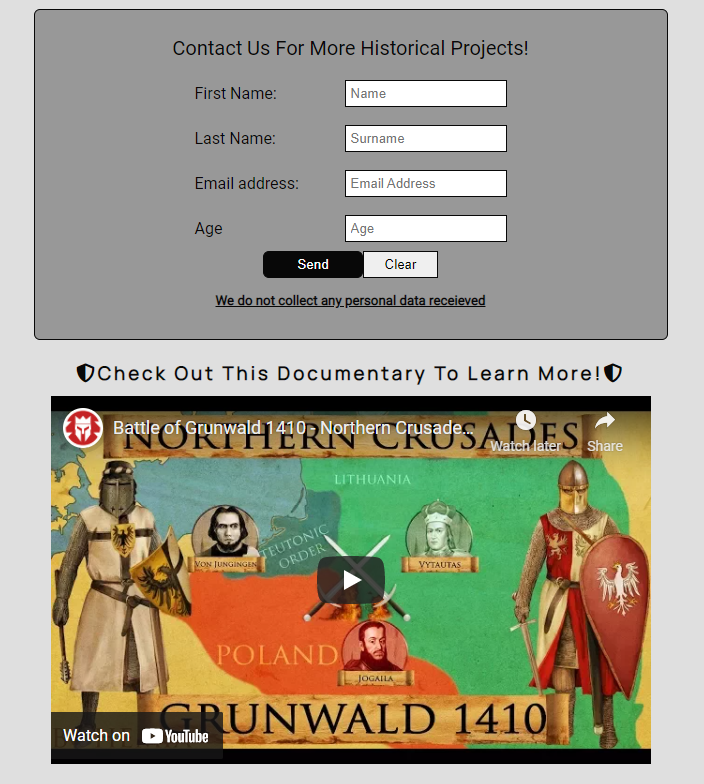 Contact Us For More Historical Projects!
First Name:
Name
Last Name:
Surname
Email address:
Email Address
Age
Age
Send
Clear
We do not collect any personal data receieved
Check Out This Documentary To Learn More!
Battle of Grunwald 1410 - Northern Crusade...
Watch later
Share
NORTHERN CRUSADES
LITHUANIA
TEUTONIC
ORDER
VON JUNGINGEN
VYTAUTAS
POLAND
JOGAILA
GRUNWALD 1410
Watch on YouTube